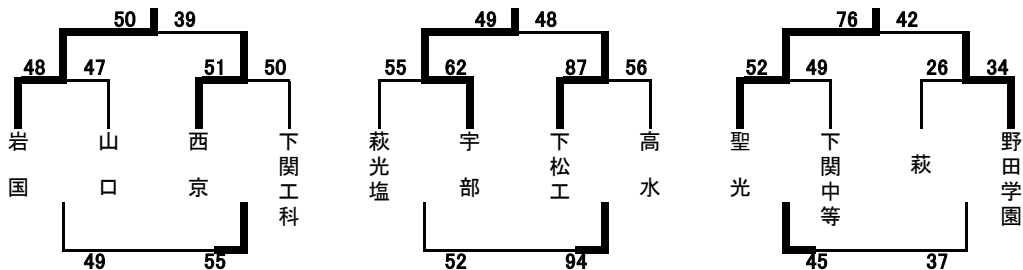 50 39 49 48 76 42
48 47 51 50 55 62 87 56 52 49 26 34
岩国
山口
西京
下関工科
萩光塩
宇部
下松工
高水
聖光
下関中等
萩
野田学園
49 55 52 94 45 37